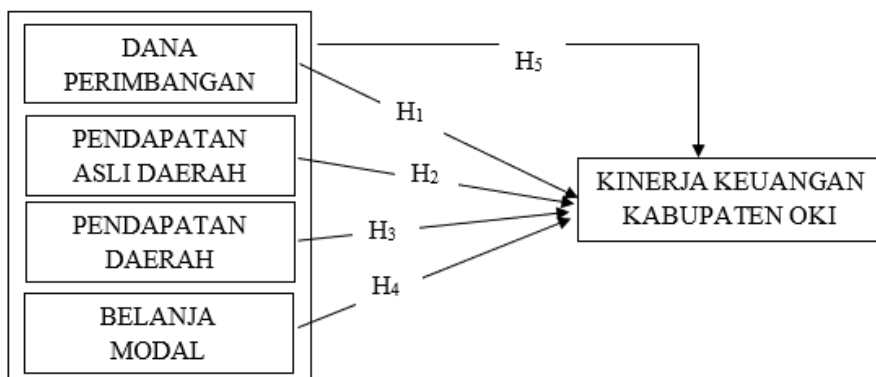 DANA
PERIMBANGAN
H5
H1
PENDAPATAN
ASLI DAERAH
H2
KINERJA KEUANGAN
KABUPATEN OKI
PENDAPATAN
DAERAH
H3
H4
BELANJA
MODAL